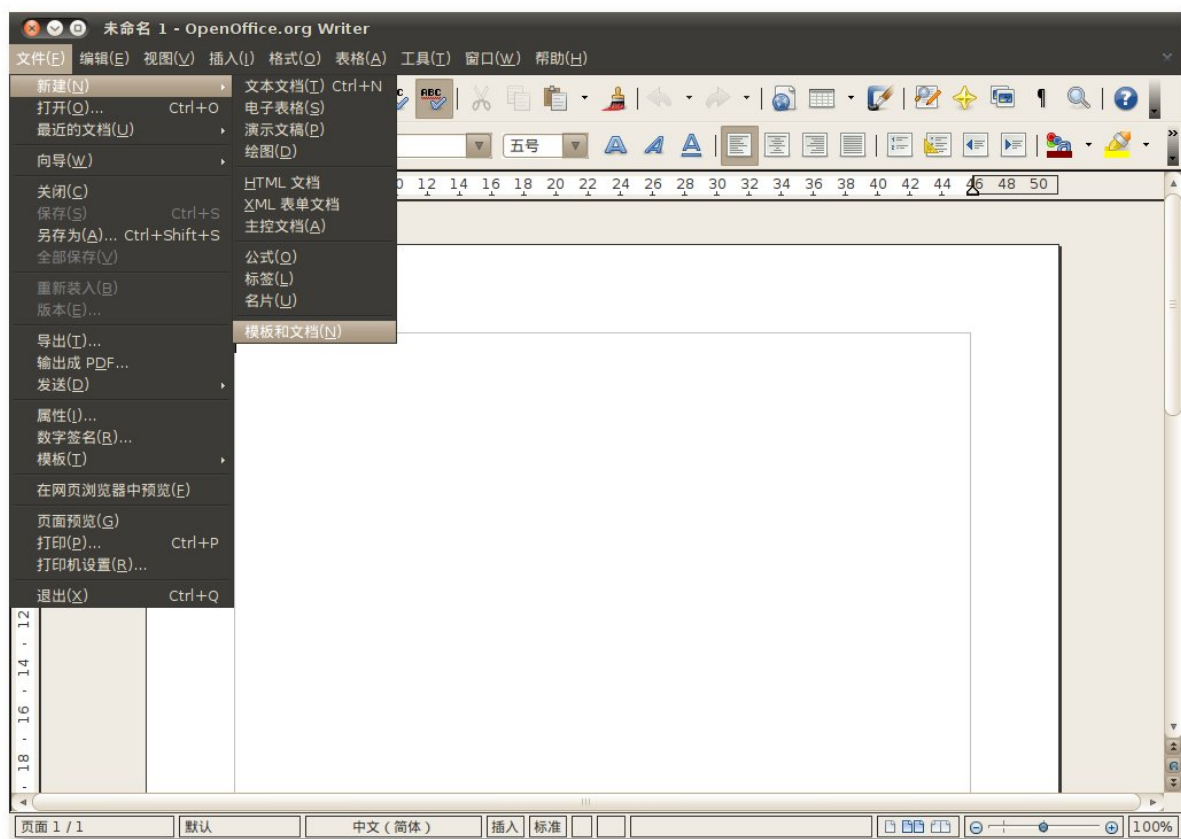 未命名 1 - OpenOffice.org Writer
文件(F) 编辑(E) 视图(V) 插入(I) 格式(O) 表格(A) 工具(T) 窗口(W) 帮助(H)
新建(N)
打开(O)... Ctrl+O
最近的文档(U)
向导(W)
关闭(C)
保存(S) Ctrl+S
另存为(A)... Ctrl+Shift+S
全部保存(V)
重新装入(B)
版本(E)...
导出(T)...
输出成 PDF...
发送(D)
属性(I)...
数字签名(R)...
模板(T)
在网页浏览器中预览(F)
页面预览(G)
打印(P)... Ctrl+P
打印机设置(R)...
退出(X) Ctrl+Q
文本文档(T) Ctrl+N
电子表格(S)
演示文稿(P)
绘图(D)
HTML 文档
XML 表单文档
主控文档(A)
公式(O)
标签(L)
名片(U)
模板和文档(N)
ABC
五号
12 14 16 18 20 22 24 26 28 30 32 34 36 38 40 42 44 46 48 50
12
14
16
18
页面 1 / 1 默认 中文（简体） 插入 标准 100%